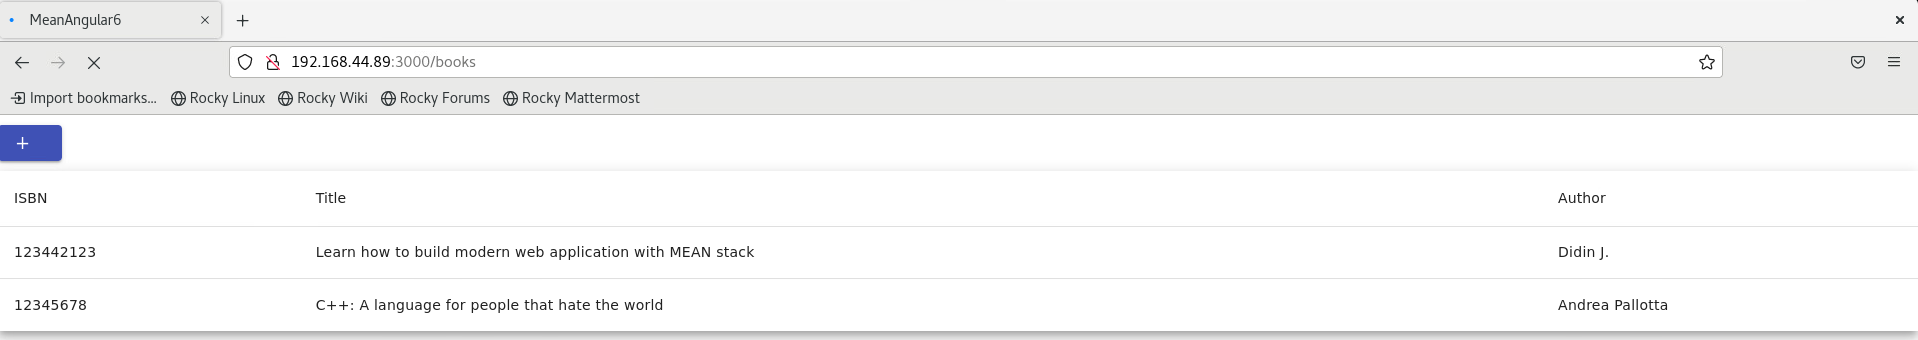 MeanAngular6
192.168.44.89:3000/books
Import bookmarks... Rocky Linux Rocky Wiki Rocky Forums Rocky Mattermost
+
ISBN Title Author
123442123 Learn how to build modern web application with MEAN stack Didin J.
12345678 C++: A language for people that hate the world Andrea Pallotta